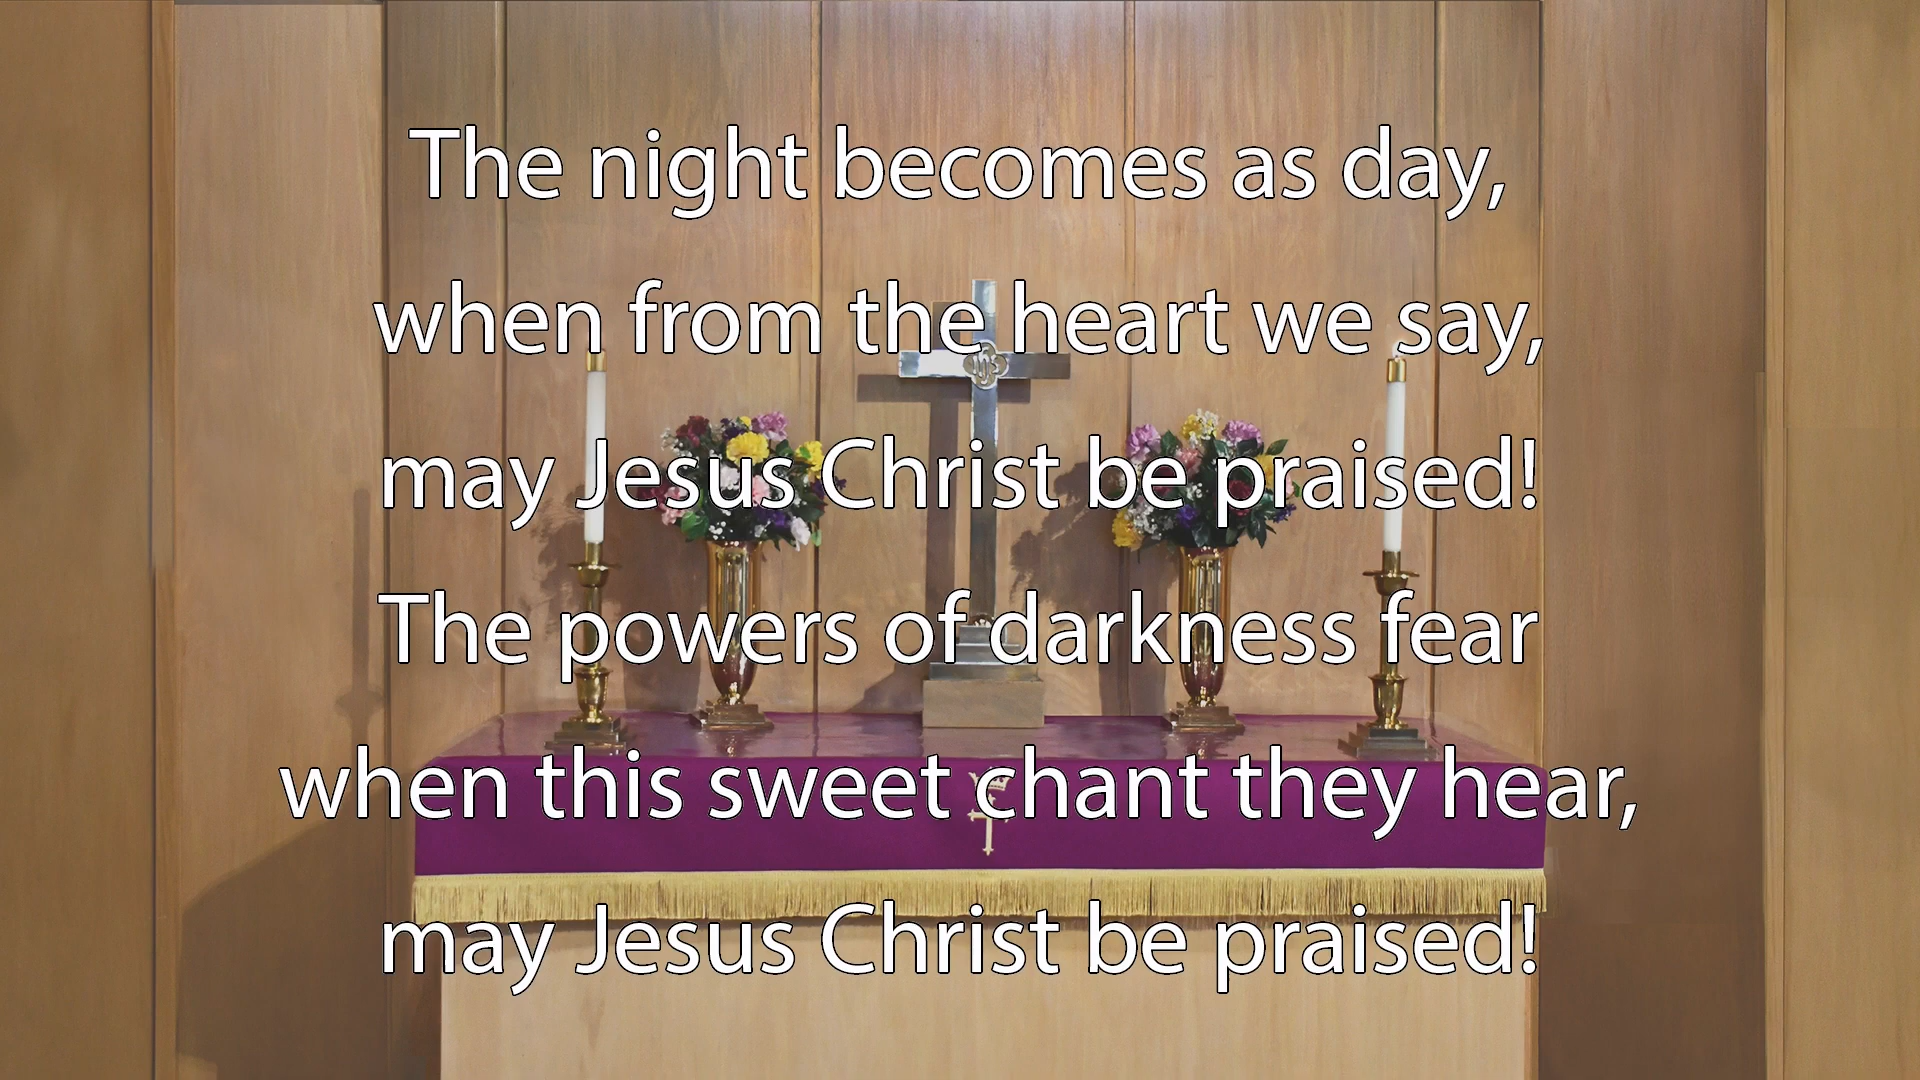 The night becomes as day,
when from the heart we say,
may Jesus Christ be praised!
The powers of darkness fear
when this sweet chant they hear,
may Jesus Christ be praised!